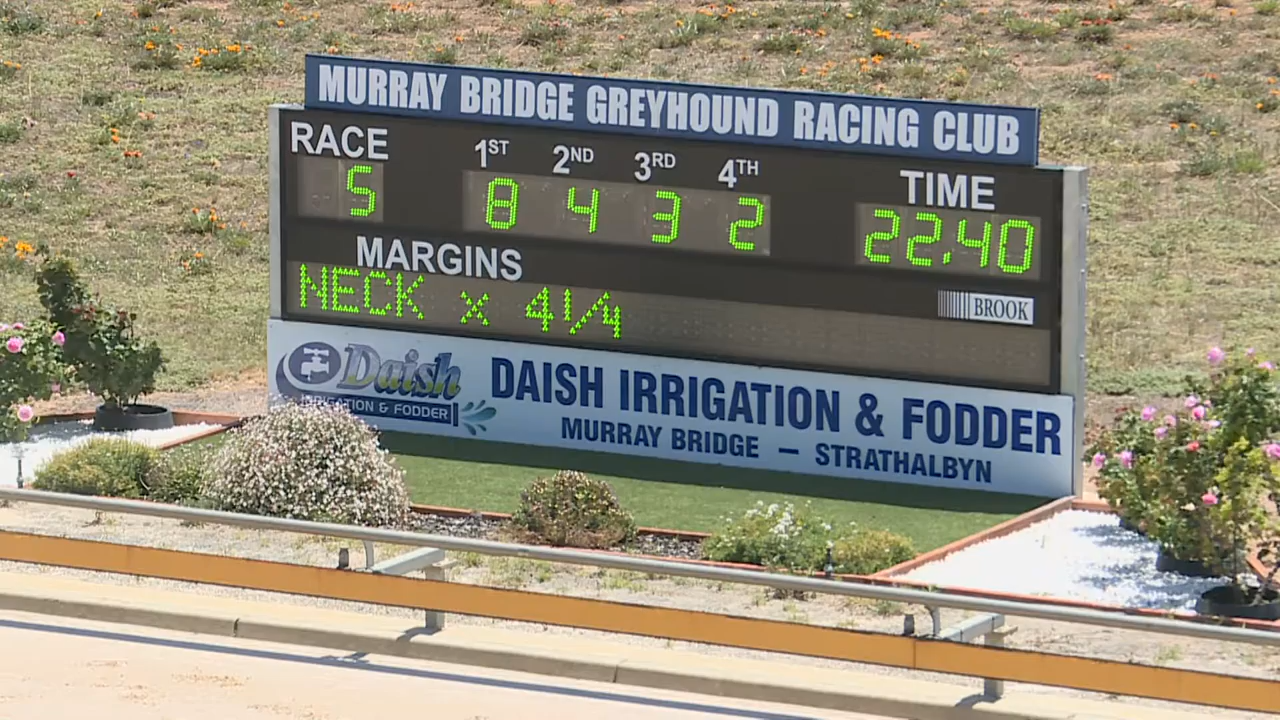 MURRAY BRIDGE GREYHOUND RACING CLUB
RACE 1ST 2ND 3RD 4TH TIME
5 8 4 3 2 22.40
MARGINS
NECK x 4 1/4
BROOK
Daish
IRRIGATION & FODDER
DAISH IRRIGATION & FODDER
MURRAY BRIDGE – STRATHALBYN